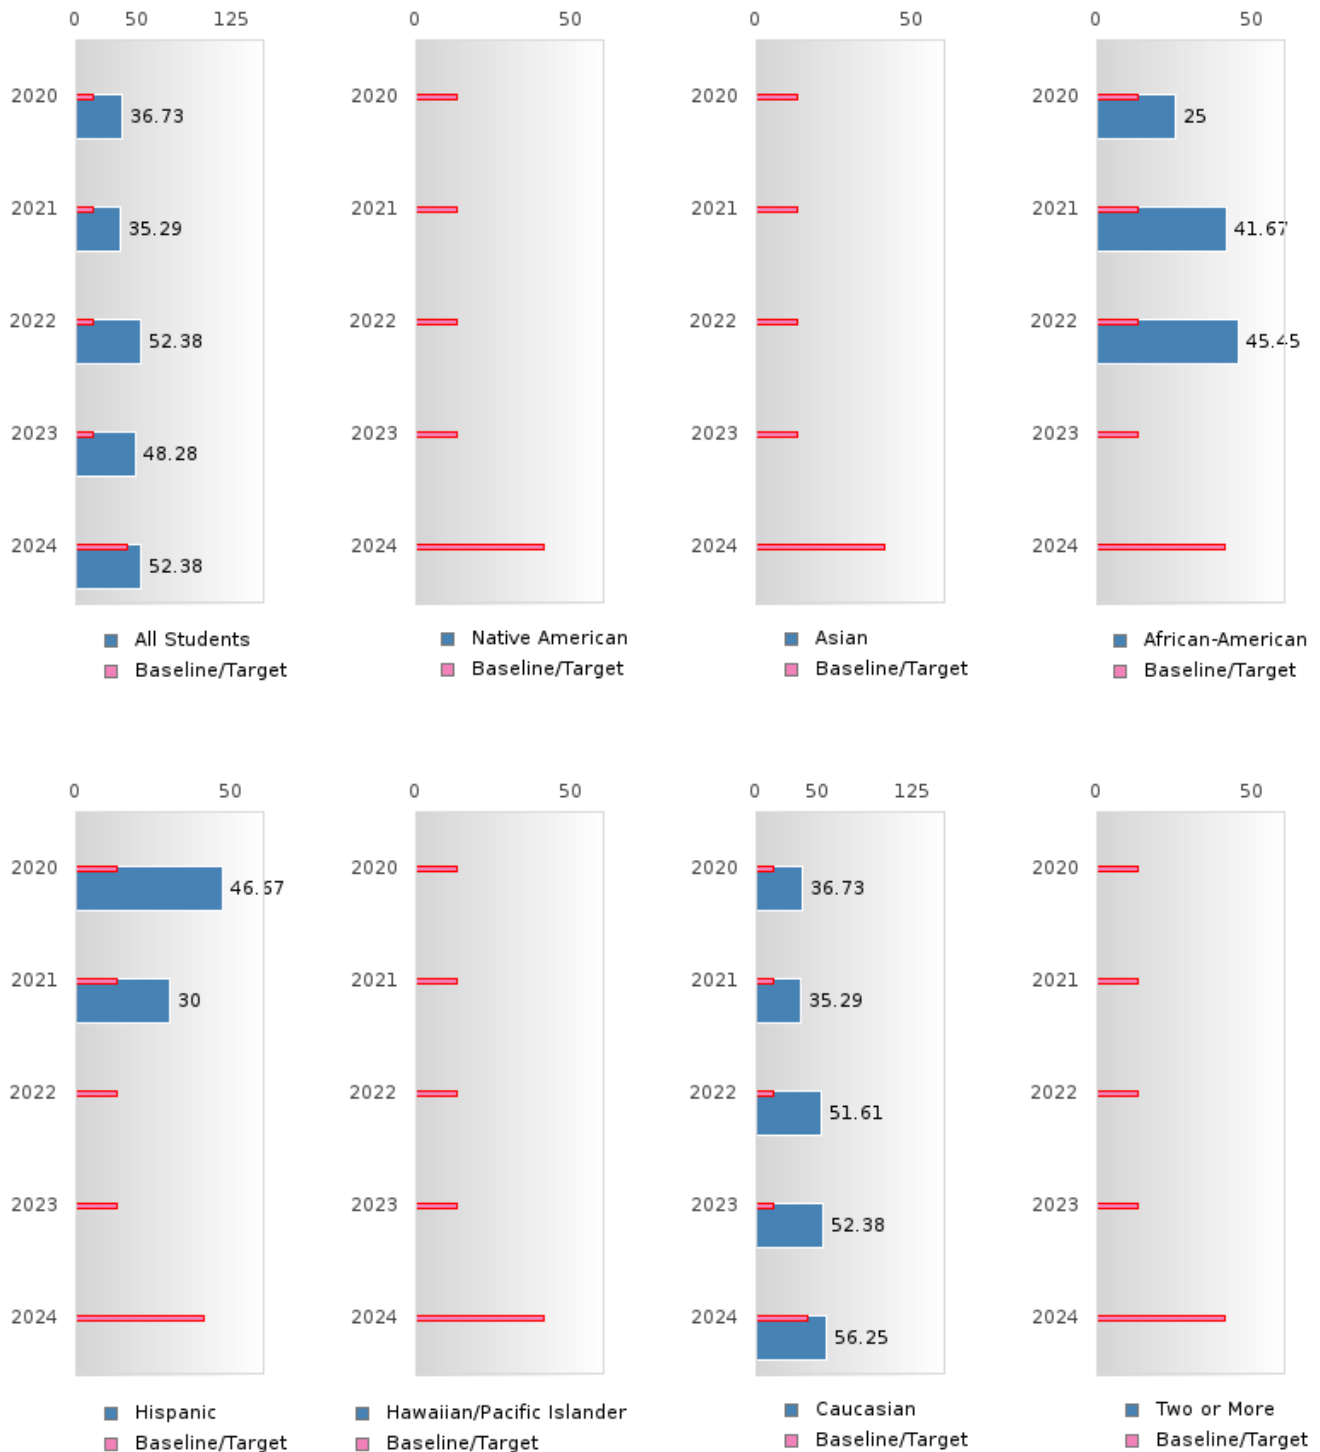 0 50 125
2020 36.73
2021 35.29
2022 52.38
2023 48.28
2024 52.38
All Students
Baseline/Target
0 50
2020
2021
2022
2023
2024
Native American
Baseline/Target
0 50
2020
2021
2022
2023
2024
Asian
Baseline/Target
0 50
2020 25
2021 41.67
2022 45.45
2023
2024
African-American
Baseline/Target
0 50
2020 46.67
2021 30
2022
2023
2024
Hispanic
Baseline/Target
0 50
2020
2021
2022
2023
2024
Hawaiian/Pacific Islander
Baseline/Target
0 50 125
2020 36.73
2021 35.29
2022 51.61
2023 52.38
2024 56.25
Caucasian
Baseline/Target
0 50
2020
2021
2022
2023
2024
Two or More
Baseline/Target